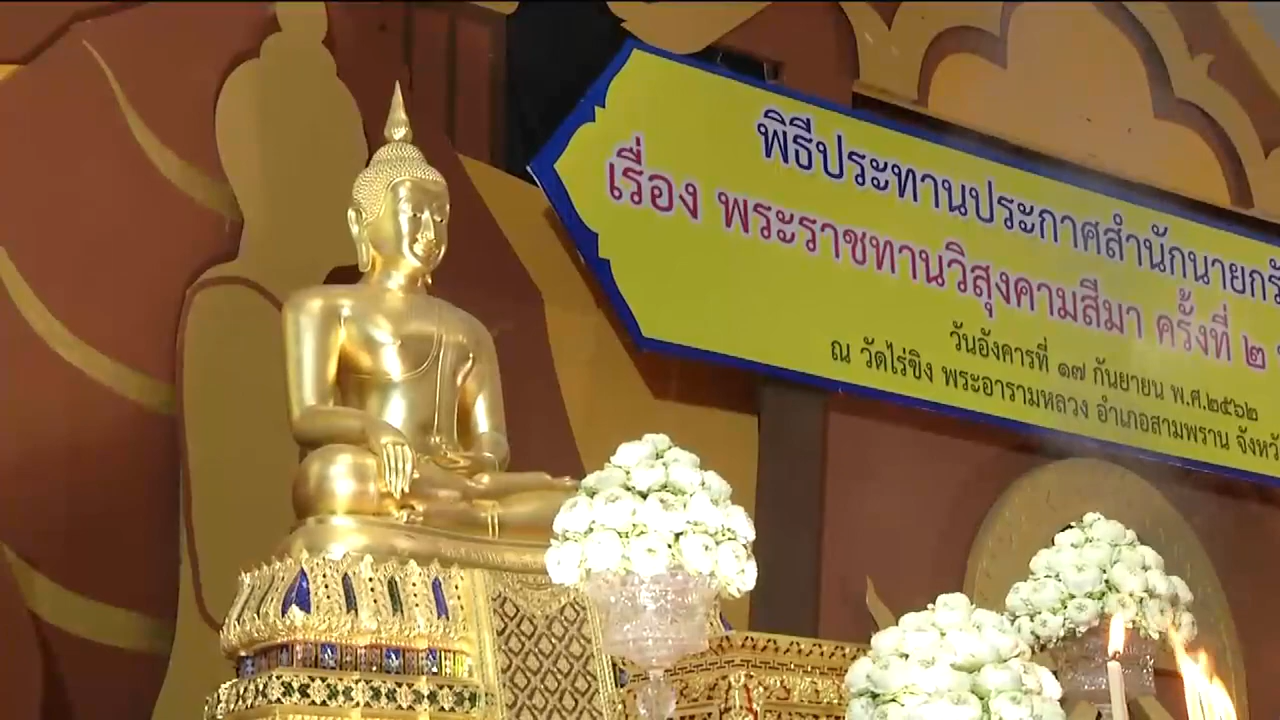 พิธีประทานประกาศสำนักนายกรั
เรื่อง พระราชทานวิสุงคามสีมา ครั้งที่ ๒
วันอังคารที่ ๑๗ กันยายน พ.ศ.๒๕๖๒
ณ วัดไร่ขิง พระอารามหลวง อำเภอสามพราน จังหวั